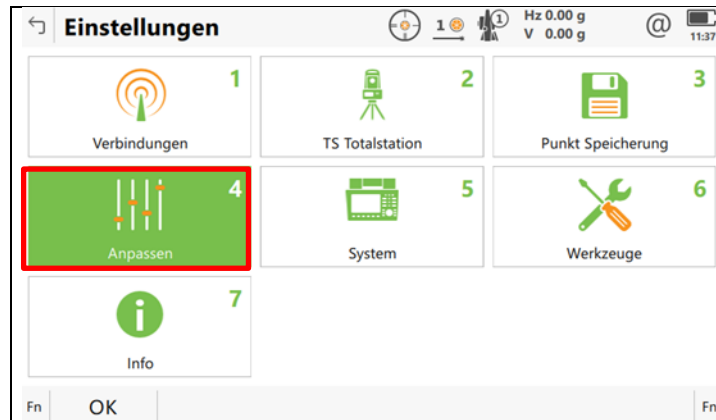 Einstellungen
1
1
Hz 0.00 g
V 0.00 g
@
11:37
1
Verbindungen
2
TS Totalstation
3
Punkt Speicherung
4
Anpassen
5
System
6
Werkzeuge
7
Info
Fn
OK
Fn